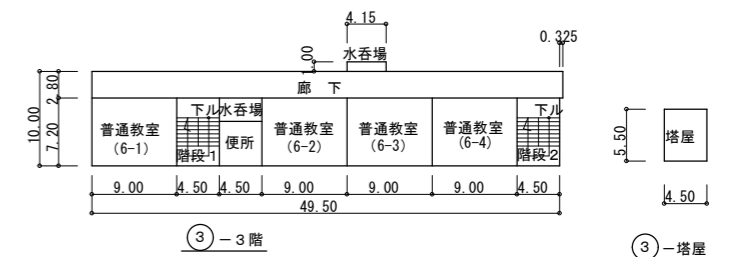 4.15
0.325
1.00
水呑場
廊 下
10.00
2.80
7.20
普通教室
(6-1)
下ル
階段1
水呑場
便所
普通教室
(6-2)
普通教室
(6-3)
普通教室
(6-4)
下ル
階段2
9.00 4.50 4.50 9.00 9.00 9.00 4.50
49.50
③－3階
5.50
塔屋
4.50
③－塔屋